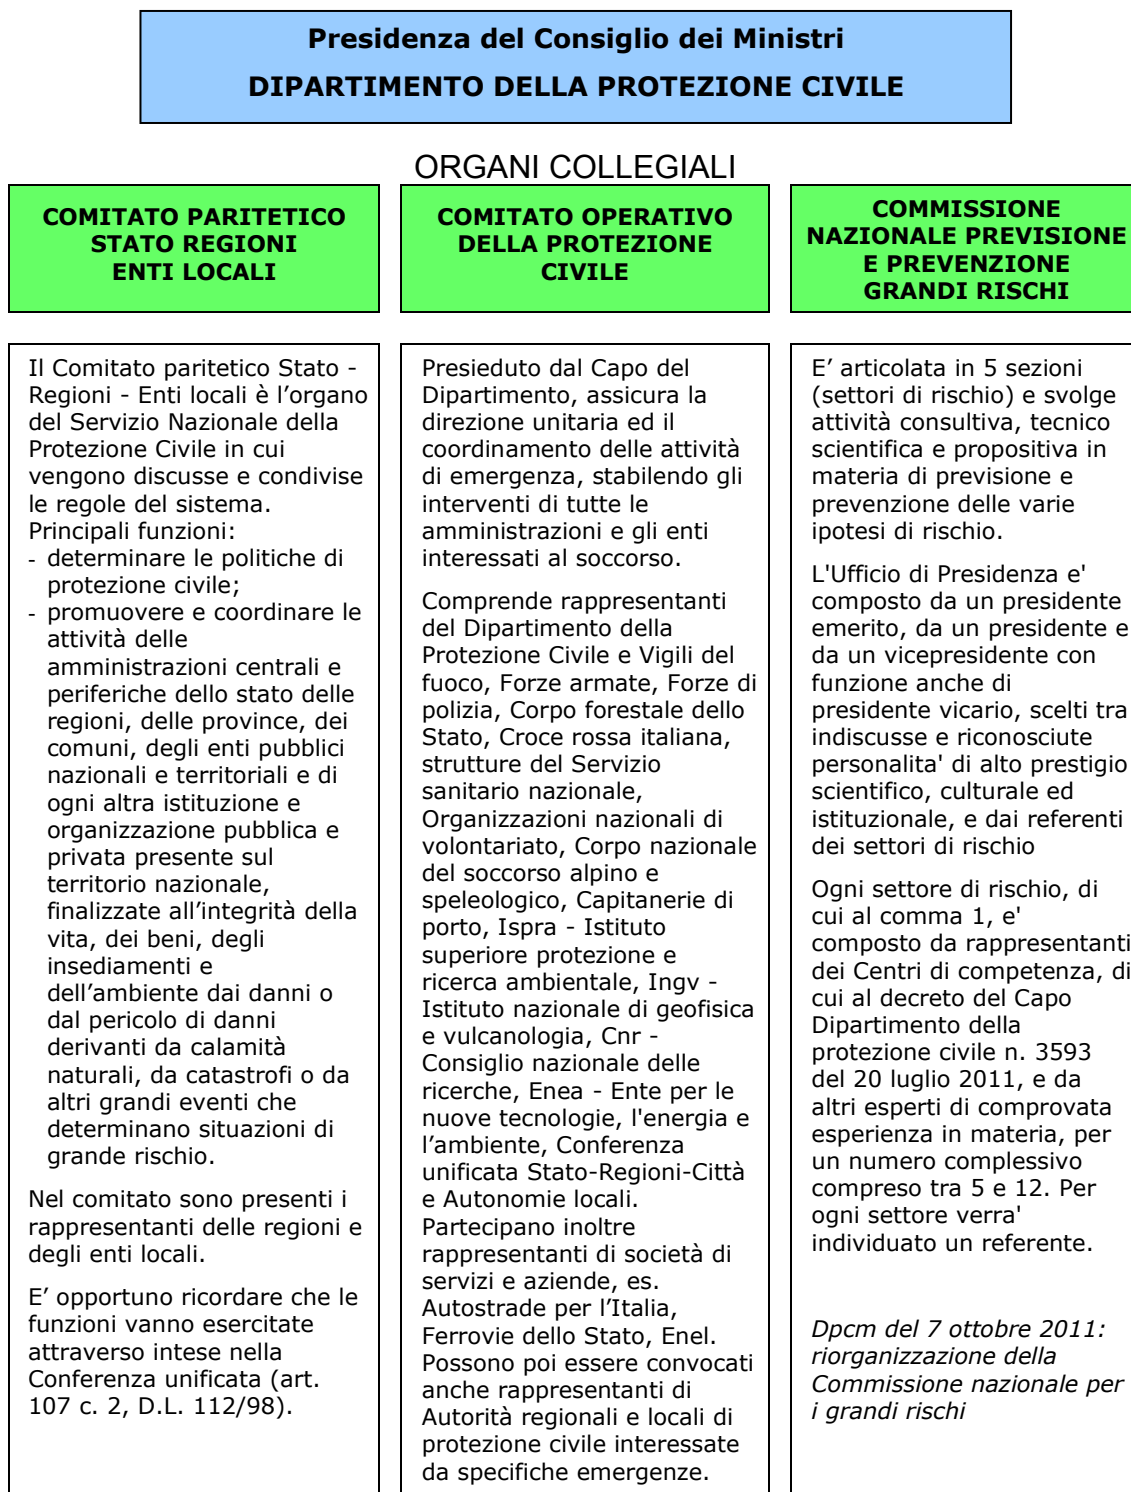 Presidenza del Consiglio dei Ministri
DIPARTIMENTO DELLA PROTEZIONE CIVILE
ORGANI COLLEGIALI
COMITATO PARITETICO
STATO REGIONI
ENTI LOCALI
Il Comitato paritetico Stato -
Regioni - Enti locali è l’organo
del Servizio Nazionale della
Protezione Civile in cui
vengono discusse e condivise
le regole del sistema.
Principali funzioni:
- determinare le politiche di
protezione civile;
- promuovere e coordinare le
attività delle
amministrazioni centrali e
periferiche dello stato delle
regioni, delle province, dei
comuni, degli enti pubblici
nazionali e territoriali e di
ogni altra istituzione e
organizzazione pubblica e
privata presente sul
territorio nazionale,
finalizzate all’integrità della
vita, dei beni, degli
insediamenti e
dell’ambiente dai danni o
dal pericolo di danni
derivanti da calamità
naturali, da catastrofi o da
altri grandi eventi che
determinano situazioni di
grande rischio.
Nel comitato sono presenti i
rappresentanti delle regioni e
degli enti locali.
E’ opportuno ricordare che le
funzioni vanno esercitate
attraverso intese nella
Conferenza unificata (art.
107 c. 2, D.L. 112/98).
COMITATO OPERATIVO
DELLA PROTEZIONE
CIVILE
Presieduto dal Capo del
Dipartimento, assicura la
direzione unitaria ed il
coordinamento delle attività
di emergenza, stabilendo gli
interventi di tutte le
amministrazioni e gli enti
interessati al soccorso.
Comprende rappresentanti
del Dipartimento della
Protezione Civile e Vigili del
fuoco, Forze armate, Forze di
polizia, Corpo forestale dello
Stato, Croce rossa italiana,
strutture del Servizio
sanitario nazionale,
Organizzazioni nazionali di
volontariato, Corpo nazionale
del soccorso alpino e
speleologico, Capitanerie di
porto, Ispra - Istituto
superiore protezione e
ricerca ambientale, Ingv -
Istituto nazionale di geofisica
e vulcanologia, Cnr -
Consiglio nazionale delle
ricerche, Enea - Ente per le
nuove tecnologie, l'energia e
l’ambiente, Conferenza
unificata Stato-Regioni-Città
e Autonomie locali.
Partecipano inoltre
rappresentanti di società di
servizi e aziende, es.
Autostrade per l’Italia,
Ferrovie dello Stato, Enel.
Possono poi essere convocati
anche rappresentanti di
Autorità regionali e locali di
protezione civile interessate
da specifiche emergenze.
COMMISSIONE
NAZIONALE PREVISIONE
E PREVENZIONE
GRANDI RISCHI
E’ articolata in 5 sezioni
(settori di rischio) e svolge
attività consultiva, tecnico
scientifica e propositiva in
materia di previsione e
prevenzione delle varie
ipotesi di rischio.
L'Ufficio di Presidenza e'
composto da un presidente
emerito, da un presidente e
da un vicepresidente con
funzione anche di
presidente vicario, scelti tra
indiscusse e riconosciute
personalita' di alto prestigio
scientifico, culturale ed
istituzionale, e dai referenti
dei settori di rischio
Ogni settore di rischio, di
cui al comma 1, e'
composto da rappresentanti
dei Centri di competenza, di
cui al decreto del Capo
Dipartimento della
protezione civile n. 3593
del 20 luglio 2011, e da
altri esperti di comprovata
esperienza in materia, per
un numero complessivo
compreso tra 5 e 12. Per
ogni settore verra'
individuato un referente.
Dpcm del 7 ottobre 2011:
riorganizzazione della
Commissione nazionale per
i grandi rischi